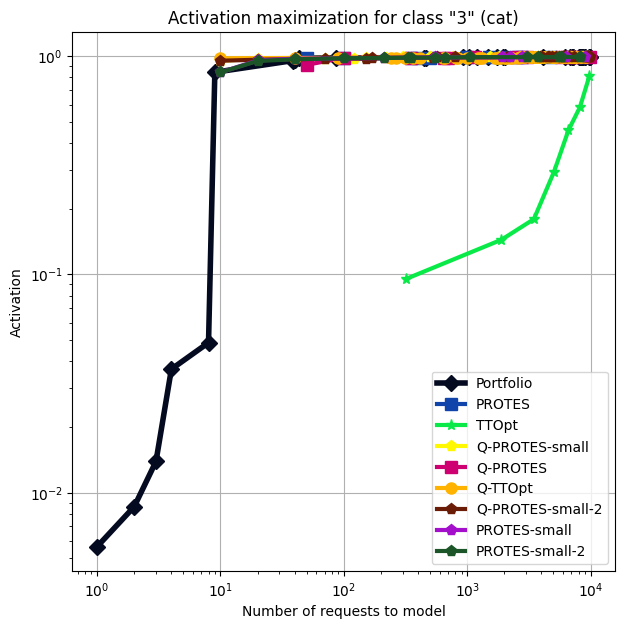 Activation maximization for class "3" (cat)
10⁰
10⁻¹
10⁻²
Activation
Portfolio
PROTES
TTOpt
Q-PROTES-small
Q-PROTES
Q-TTOpt
Q-PROTES-small-2
PROTES-small
PROTES-small-2
10⁰ 10¹ 10² 10³ 10⁴
Number of requests to model